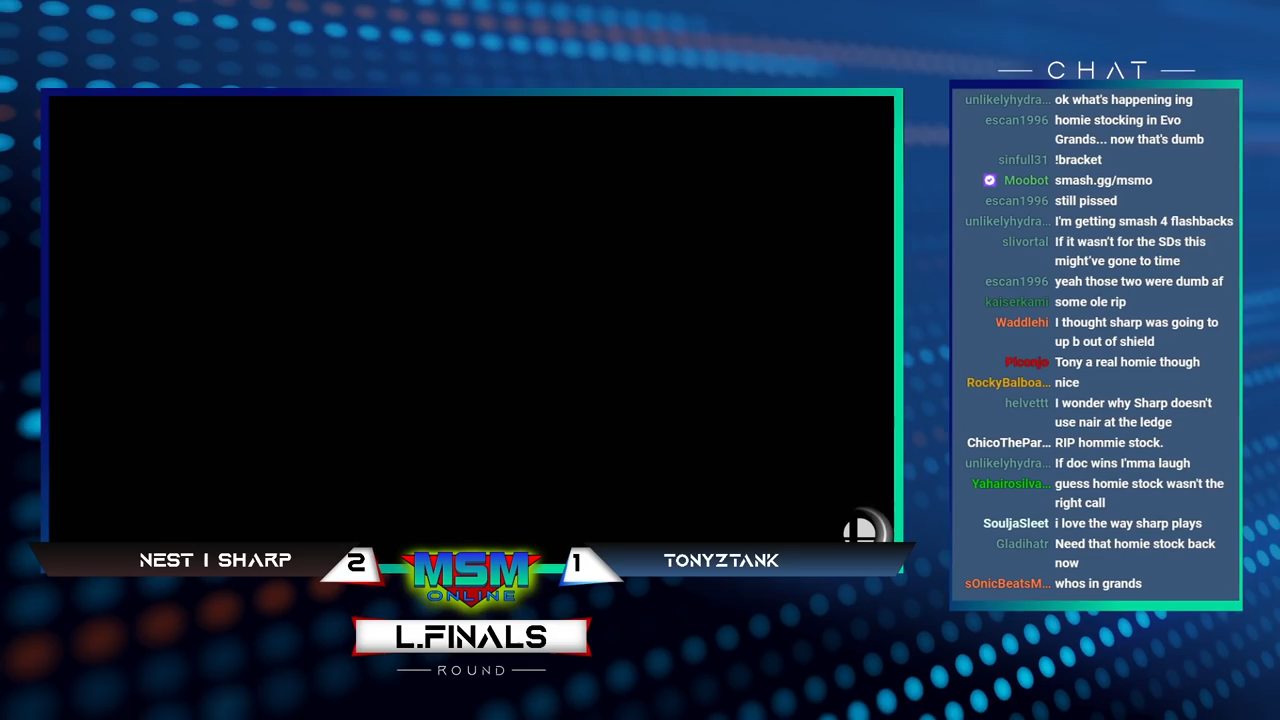 CHAT
unlikelyhydra... ok what's happening ing
escan1996 homie stocking in Evo
Grands... now that's dumb
sinfull31 !bracket
Moobot smash.gg/msmo
escan1996 still pissed
unlikelyhydra... I'm getting smash 4 flashbacks
slivortal If it wasn't for the SDs this
might've gone to time
escan1996 yeah those two were dumb af
kaiserkami some ole rip
Waddlehi I thought sharp was going to
up b out of shield
Piconjo Tony a real homie though
RockyBalboa... nice
helvettt I wonder why Sharp doesn't
use nair at the ledge
ChicoThePar... RIP hommie stock.
unlikelyhydra... If doc wins I'mma laugh
Yahairosilva... guess homie stock wasn't the
right call
SouljaSleet i love the way sharp plays
Gladihatr Need that homie stock back
now
sOnicBeatsM... whos in grands
NEST | SHARP 2 MSM 1 TONYZTANK
ONLINE
L.FINALS
ROUND